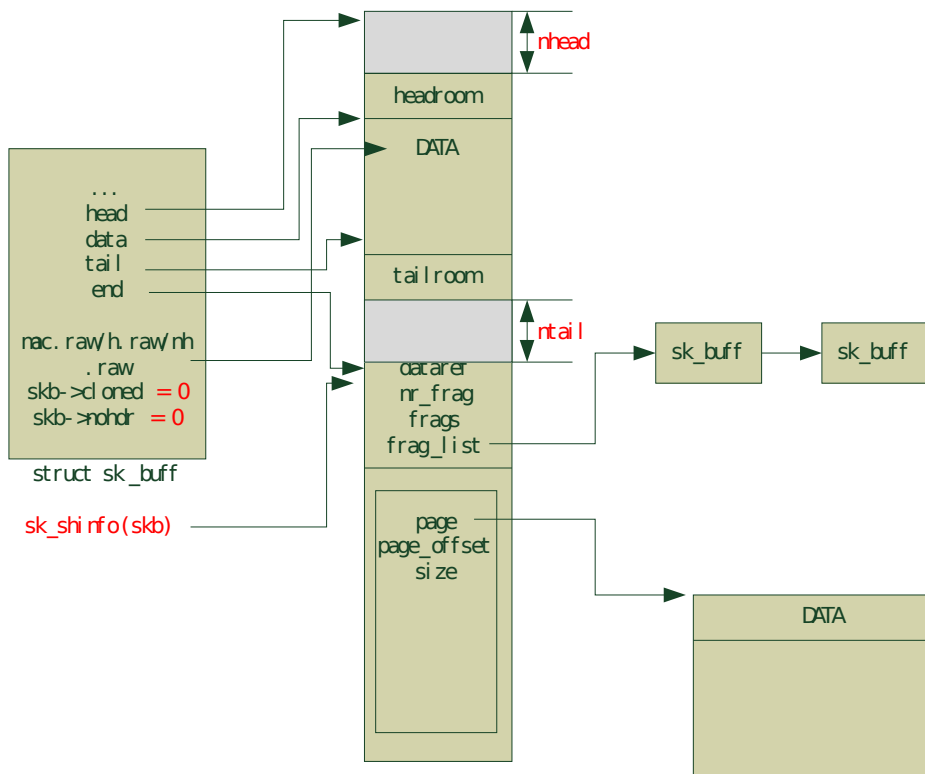 nhead
headroom
DATA
...
head
data
tail
end
mac.raw/h.raw/nh
.raw
skb->cloned = 0
skb->nohdr = 0
struct sk_buff
sk_shinfo(skb)
tailroom
ntail
dataref
nr_frag
frags
frag_list
sk_buff
sk_buff
page
page_offset
size
DATA